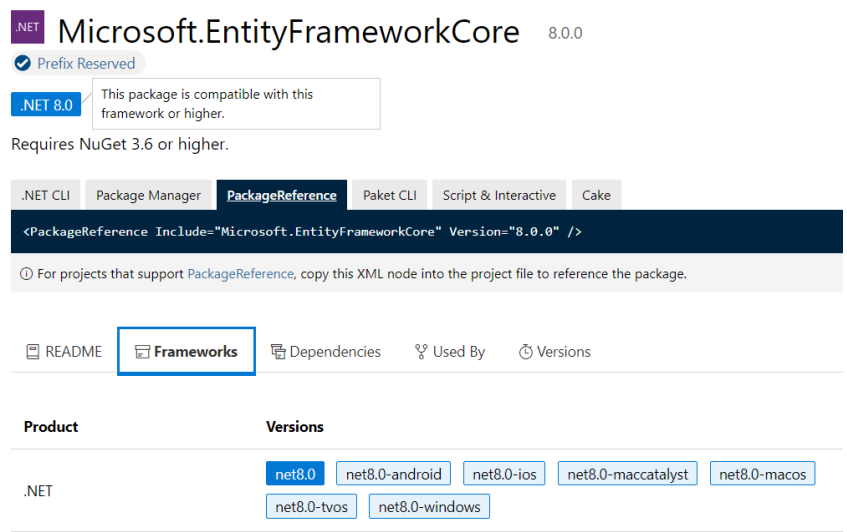 .NET
Microsoft.EntityFrameworkCore 8.0.0
Prefix Reserved
.NET 8.0
This package is compatible with this
framework or higher.
Requires NuGet 3.6 or higher.
.NET CLI Package Manager PackageReference Paket CLI Script & Interactive Cake
<PackageReference Include="Microsoft.EntityFrameworkCore" Version="8.0.0" />
For projects that support PackageReference, copy this XML node into the project file to reference the package.
README Frameworks Dependencies Used By Versions
Product Versions
.NET
net8.0 net8.0-android net8.0-ios net8.0-maccatalyst net8.0-macos
net8.0-tvos net8.0-windows